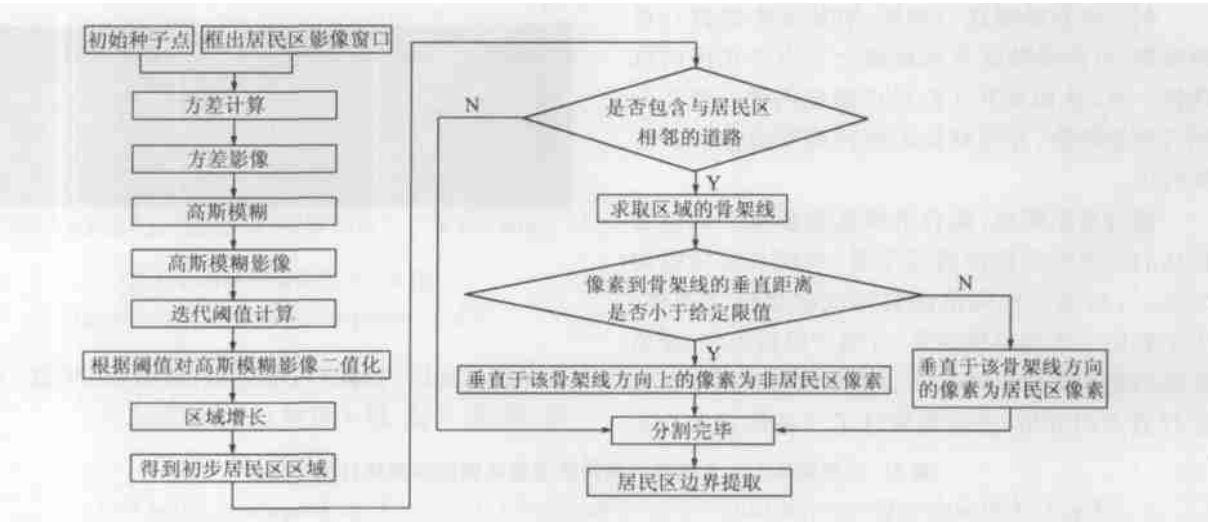 初始种子点
框出居民区影像窗口
方差计算
方差影像
高斯模糊
高斯模糊影像
迭代阈值计算
根据阈值对高斯模糊影像二值化
区域增长
得到初步居民区区域
是否包含与居民区
相邻的道路
N
Y
求取区域的骨架线
像素到骨架线的垂直距离
是否小于给定限值
N
Y
垂直于该骨架线方向上的像素为非居民区像素
垂直于该骨架线方向
的像素为居民区像素
分割完毕
居民区边界提取